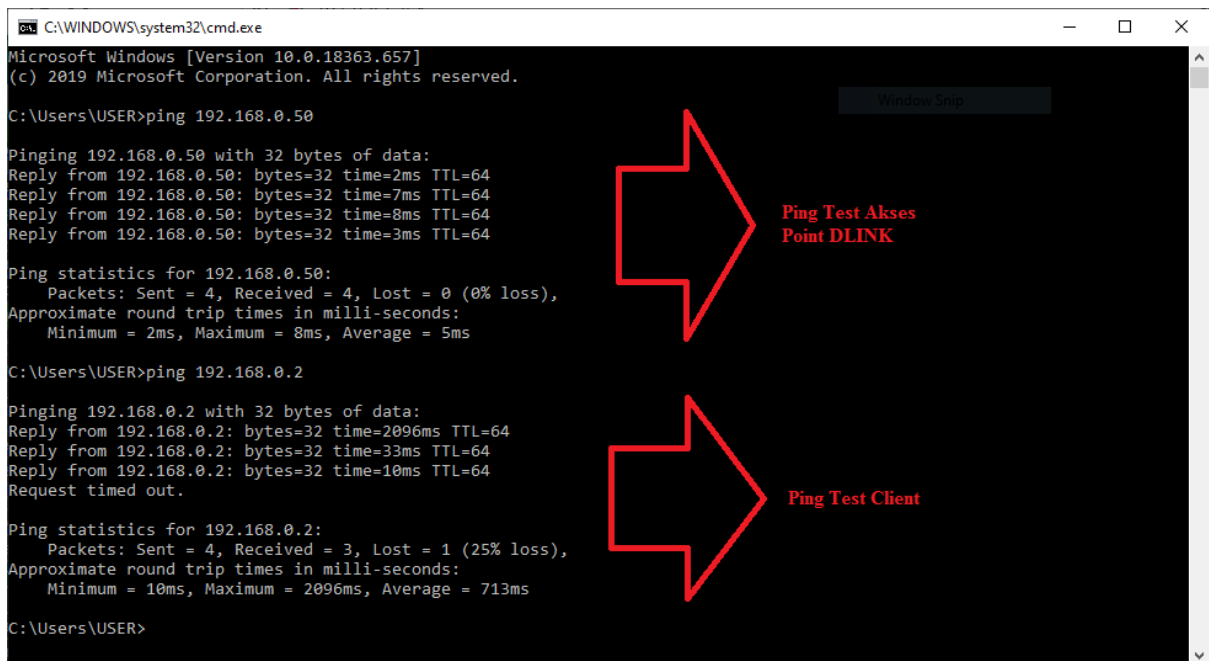 C:\WINDOWS\system32\cmd.exe
Microsoft Windows [Version 10.0.18363.657]
(c) 2019 Microsoft Corporation. All rights reserved.
Window Snip
C:\Users\USER>ping 192.168.0.50
Pinging 192.168.0.50 with 32 bytes of data:
Reply from 192.168.0.50: bytes=32 time=2ms TTL=64
Reply from 192.168.0.50: bytes=32 time=7ms TTL=64
Reply from 192.168.0.50: bytes=32 time=8ms TTL=64
Reply from 192.168.0.50: bytes=32 time=3ms TTL=64
Ping Test Akses
Point DLINK
Ping statistics for 192.168.0.50:
Packets: Sent = 4, Received = 4, Lost = 0 (0% loss),
Approximate round trip times in milli-seconds:
Minimum = 2ms, Maximum = 8ms, Average = 5ms
C:\Users\USER>ping 192.168.0.2
Pinging 192.168.0.2 with 32 bytes of data:
Reply from 192.168.0.2: bytes=32 time=2096ms TTL=64
Reply from 192.168.0.2: bytes=32 time=33ms TTL=64
Reply from 192.168.0.2: bytes=32 time=10ms TTL=64
Request timed out.
Ping Test Client
Ping statistics for 192.168.0.2:
Packets: Sent = 4, Received = 3, Lost = 1 (25% loss),
Approximate round trip times in milli-seconds:
Minimum = 10ms, Maximum = 2096ms, Average = 713ms
C:\Users\USER>